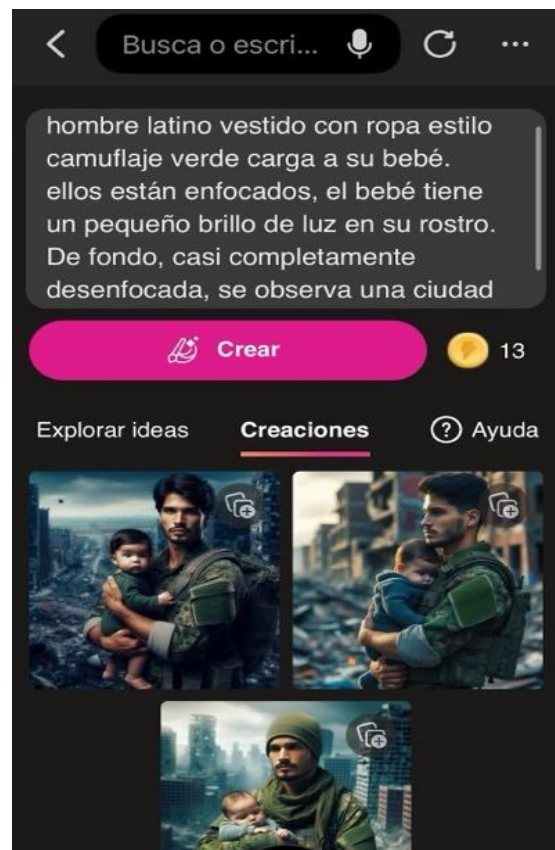 Busca o escri...
hombre latino vestido con ropa estilo
camuflaje verde carga a su bebé.
ellos están enfocados, el bebé tiene
un pequeño brillo de luz en su rostro.
De fondo, casi completamente
desenfocada, se observa una ciudad
Crear
13
Explorar ideas Creaciones ? Ayuda